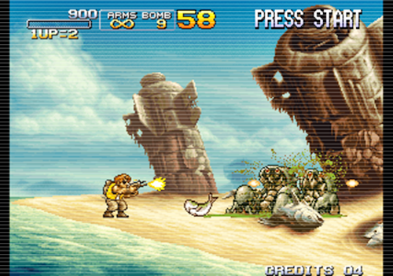 900
ARMS BOMB
∞ 9
58
PRESS START
1UP=2
CREDITS 04